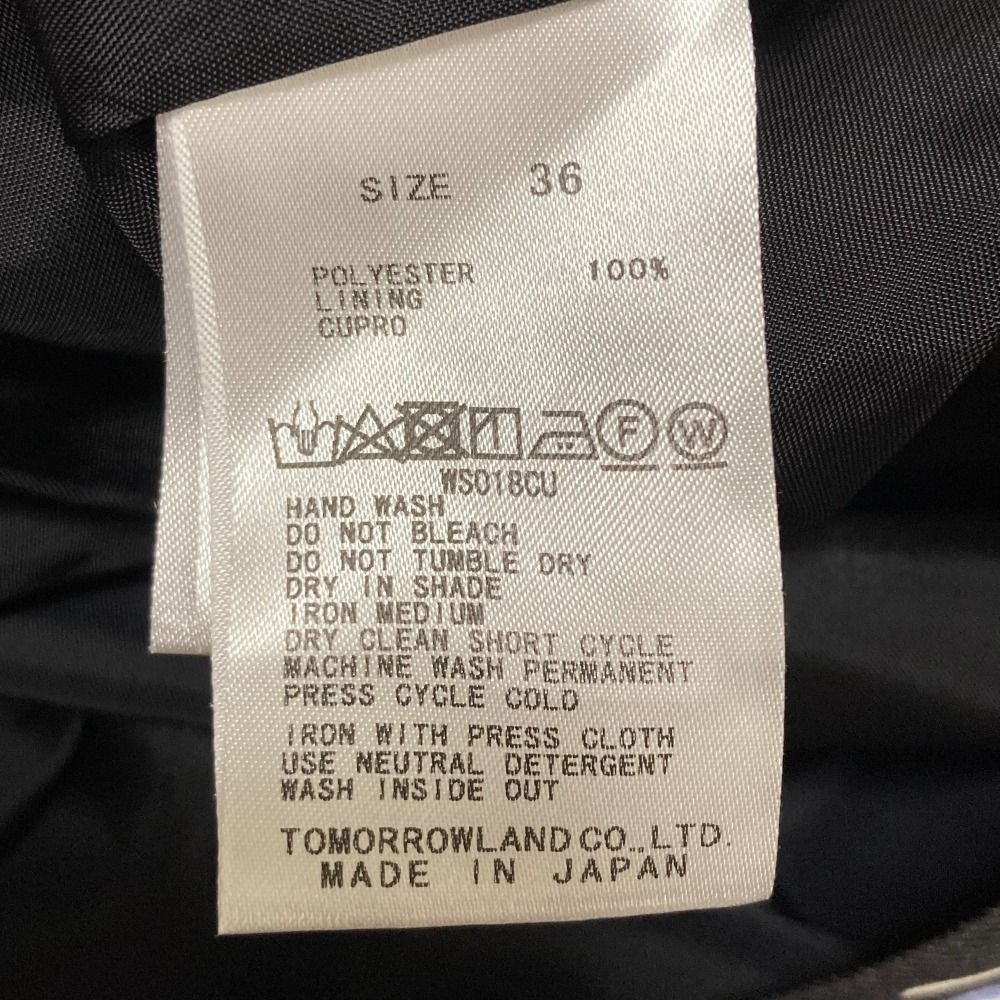 SIZE 36
POLYESTER 100%
LINING
CUPRO
F W
WS018CU
HAND WASH
DO NOT BLEACH
DO NOT TUMBLE DRY
DRY IN SHADE
IRON MEDIUM
DRY CLEAN SHORT CYCLE
MACHINE WASH PERMANENT
PRESS CYCLE COLD
IRON WITH PRESS CLOTH
USE NEUTRAL DETERGENT
WASH INSIDE OUT
TOMORROWLAND CO.,LTD.
MADE IN JAPAN